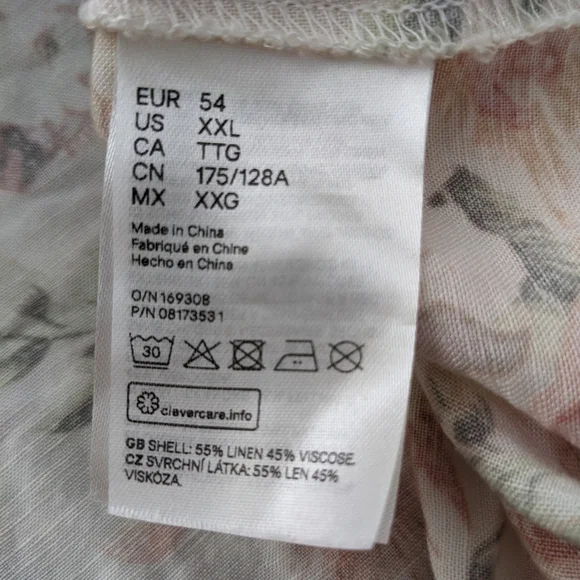 EUR 54
US XXL
CA TTG
CN 175/128A
MX XXG
Made in China
Fabriqué en Chine
Hecho en China
O/N 169308
P/N 08173531
30
clevercare.info
GB SHELL: 55% LINEN 45% VISCOSE.
CZ SVRCHNÍ LÁTKA: 55% LEN 45%
VISKÓZA.